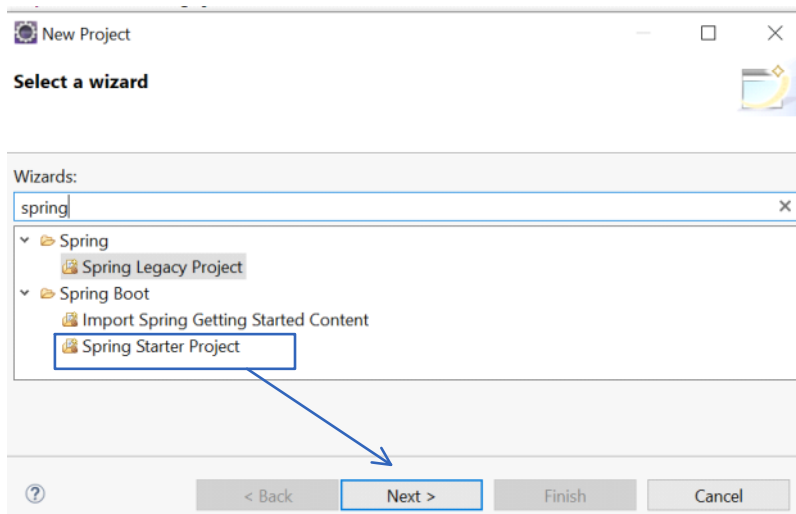 New Project
Select a wizard
Wizards:
spring
Spring
Spring Legacy Project
Spring Boot
Import Spring Getting Started Content
Spring Starter Project
< Back Next > Finish Cancel